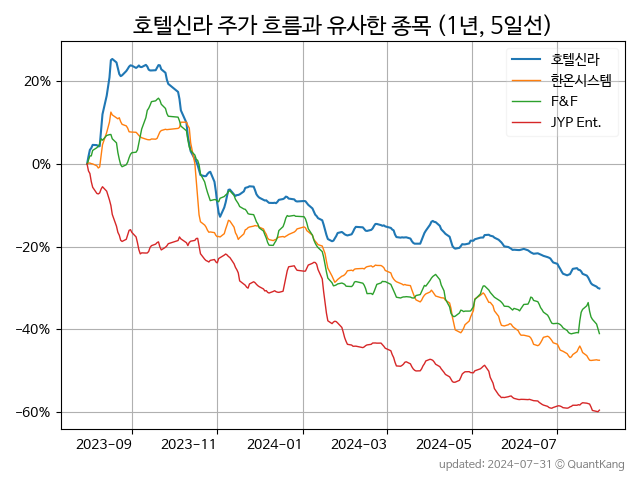 호텔신라 주가 흐름과 유사한 종목 (1년, 5일선)
호텔신라
한온시스템
F&F
JYP Ent.
20%
0%
−20%
−40%
−60%
2023-09
2023-11
2024-01
2024-03
2024-05
2024-07
updated: 2024-07-31 © QuantKang